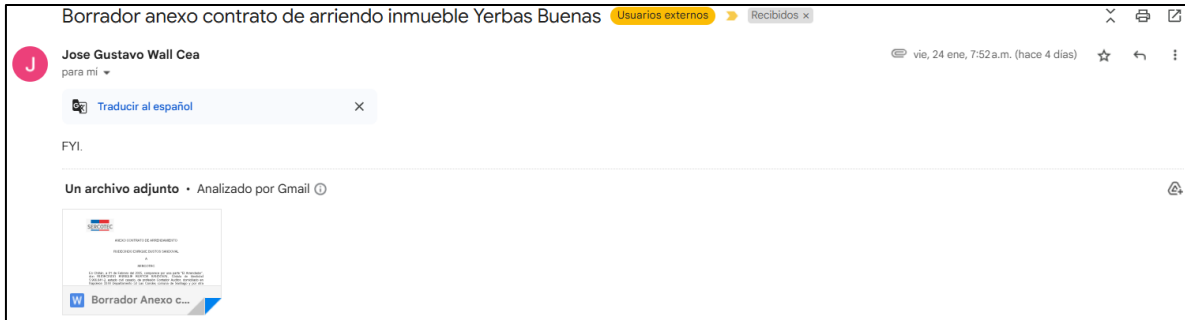 Borrador anexo contrato de arriendo inmueble Yerbas Buenas Usuarios externos Recibidos ×
J Jose Gustavo Wall Cea vie, 24 ene, 7:52 a.m. (hace 4 días)
para mí
Traducir al español
FYI.
Un archivo adjunto • Analizado por Gmail
SERCOTEC
ANEXO CONTRATO DE ARRENDAMIENTO
A
SERCOTEC
W Borrador Anexo c...